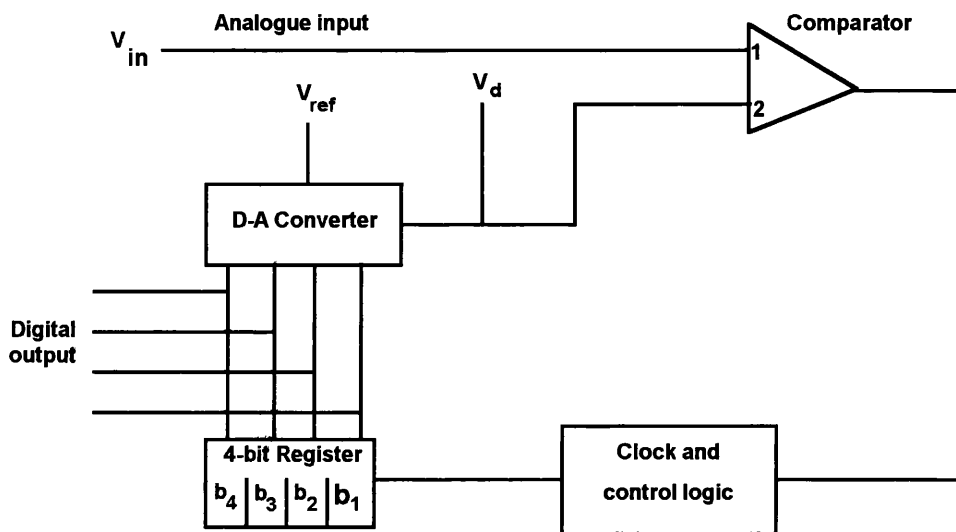 Analogue input
Comparator
V in
1
V ref
V d
2
D-A Converter
Digital
output
4-bit Register
b4 b3 b2 b1
Clock and
control logic